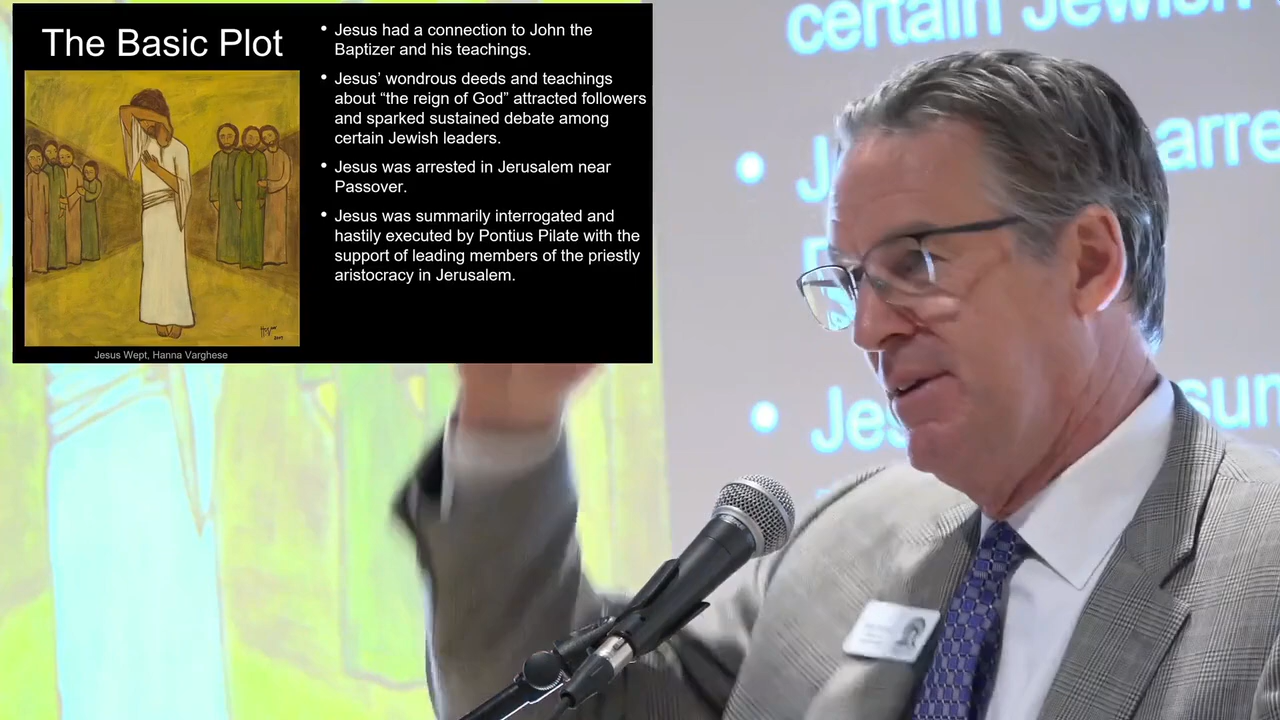 The Basic Plot
• Jesus had a connection to John the
Baptizer and his teachings.
• Jesus’ wondrous deeds and teachings
about “the reign of God” attracted followers
and sparked sustained debate among
certain Jewish leaders.
• Jesus was arrested in Jerusalem near
Passover.
• Jesus was summarily interrogated and
hastily executed by Pontius Pilate with the
support of leading members of the priestly
aristocracy in Jerusalem.
Jesus Wept, Hanna Varghese
certain Jewish